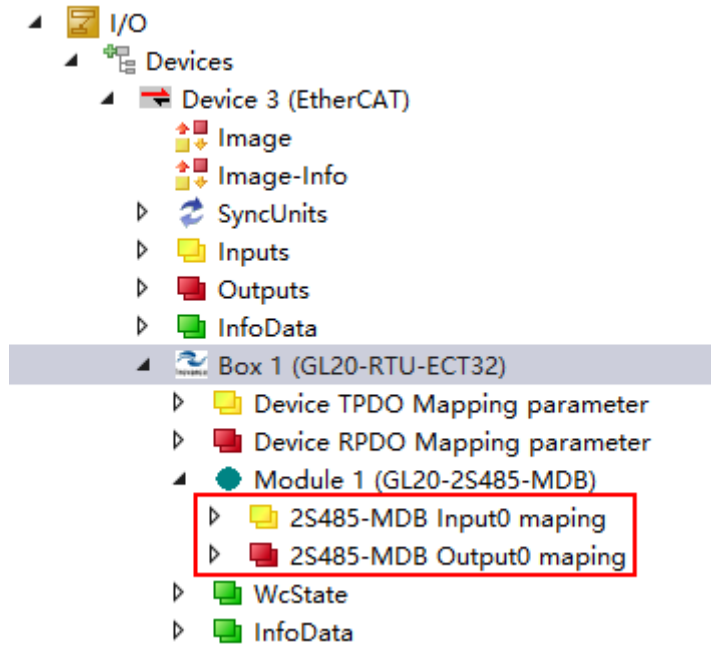 I/O
Devices
Device 3 (EtherCAT)
Image
Image-Info
SyncUnits
Inputs
Outputs
InfoData
Box 1 (GL20-RTU-ECT32)
Device TPDO Mapping parameter
Device RPDO Mapping parameter
Module 1 (GL20-2S485-MDB)
2S485-MDB Input0 maping
2S485-MDB Output0 maping
WcState
InfoData